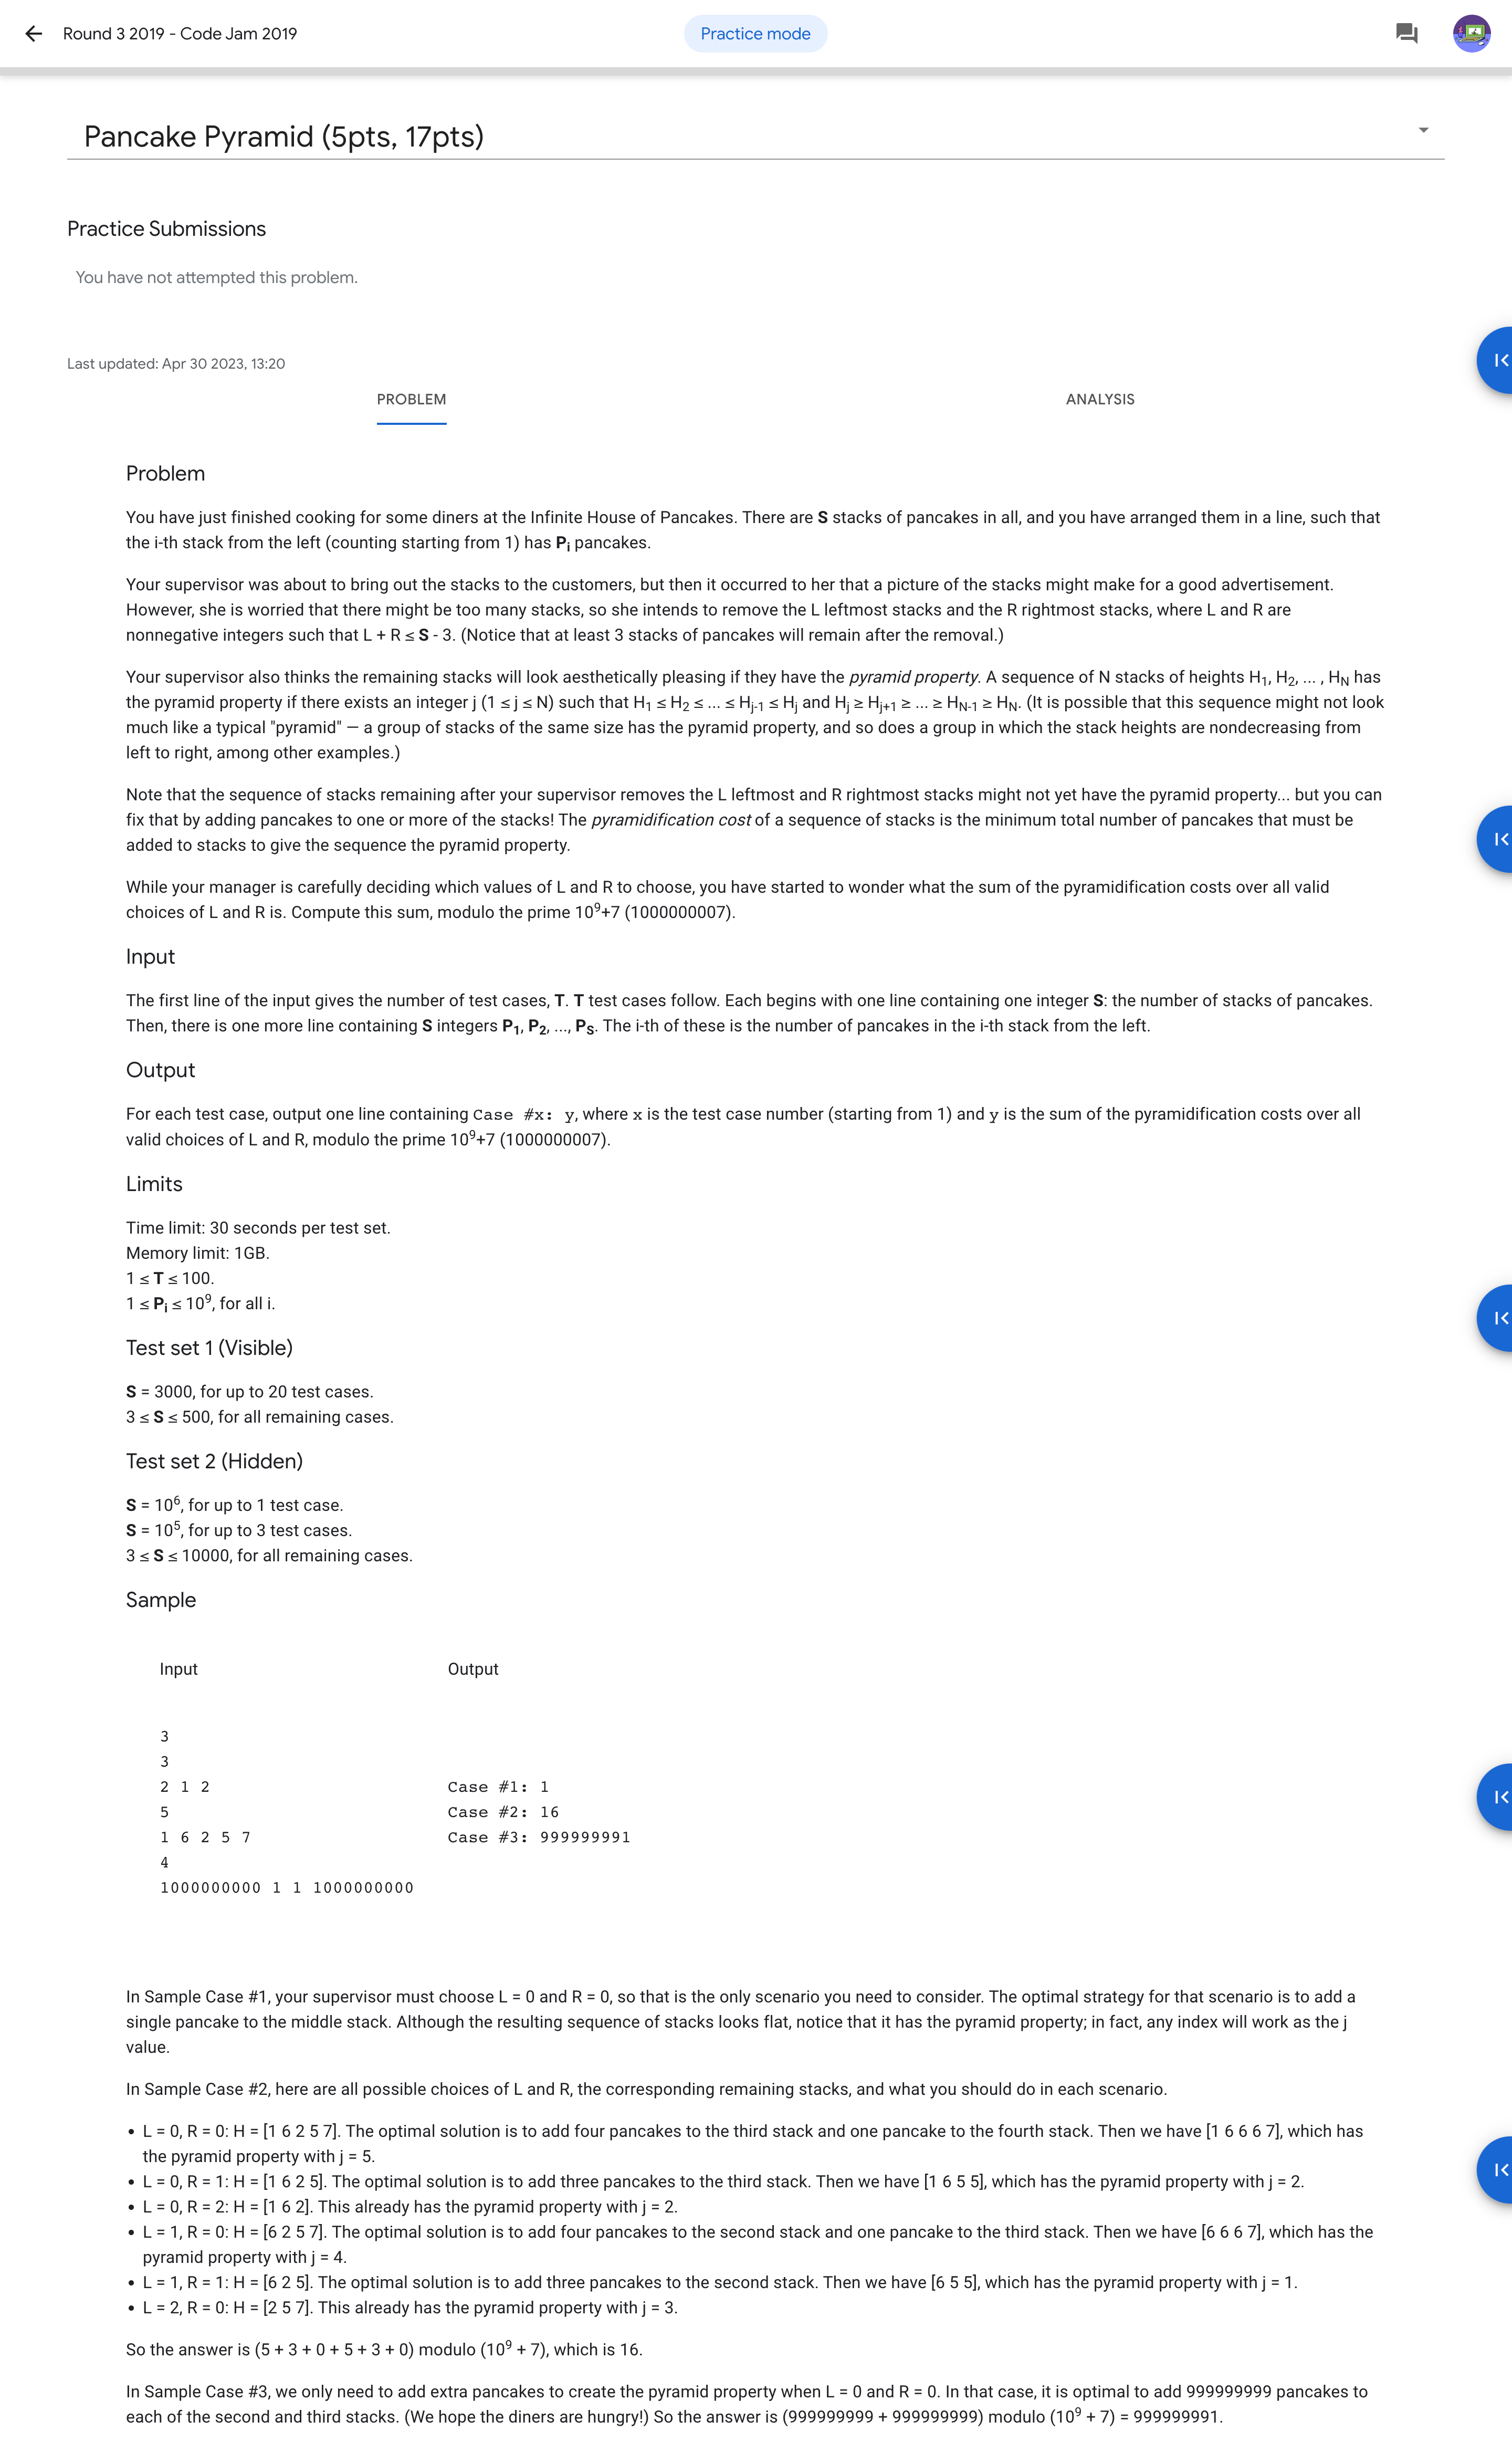 Round 3 2019 - Code Jam 2019
Practice mode
Pancake Pyramid (5pts, 17pts)
Practice Submissions
You have not attempted this problem.
Last updated: Apr 30 2023, 13:20
PROBLEM
ANALYSIS
Problem
You have just finished cooking for some diners at the Infinite House of Pancakes. There are S stacks of pancakes in all, and you have arranged them in a line, such that
the i-th stack from the left (counting starting from 1) has Pi pancakes.
Your supervisor was about to bring out the stacks to the customers, but then it occurred to her that a picture of the stacks might make for a good advertisement.
However, she is worried that there might be too many stacks, so she intends to remove the L leftmost stacks and the R rightmost stacks, where L and R are
nonnegative integers such that L + R ≤ S - 3. (Notice that at least 3 stacks of pancakes will remain after the removal.)
Your supervisor also thinks the remaining stacks will look aesthetically pleasing if they have the pyramid property. A sequence of N stacks of heights H1, H2, ... , HN has
the pyramid property if there exists an integer j (1 ≤ j ≤ N) such that H1 ≤ H2 ≤ ... ≤ Hj-1 ≤ Hj and Hj ≥ Hj+1 ≥ ... ≥ HN-1 ≥ HN. (It is possible that this sequence might not look
much like a typical "pyramid" — a group of stacks of the same size has the pyramid property, and so does a group in which the stack heights are nondecreasing from
left to right, among other examples.)
Note that the sequence of stacks remaining after your supervisor removes the L leftmost and R rightmost stacks might not yet have the pyramid property... but you can
fix that by adding pancakes to one or more of the stacks! The pyramidification cost of a sequence of stacks is the minimum total number of pancakes that must be
added to stacks to give the sequence the pyramid property.
While your manager is carefully deciding which values of L and R to choose, you have started to wonder what the sum of the pyramidification costs over all valid
choices of L and R is. Compute this sum, modulo the prime 10^9+7 (1000000007).
Input
The first line of the input gives the number of test cases, T. T test cases follow. Each begins with one line containing one integer S: the number of stacks of pancakes.
Then, there is one more line containing S integers P1, P2, ..., PS. The i-th of these is the number of pancakes in the i-th stack from the left.
Output
For each test case, output one line containing Case #x: y, where x is the test case number (starting from 1) and y is the sum of the pyramidification costs over all
valid choices of L and R, modulo the prime 10^9+7 (1000000007).
Limits
Time limit: 30 seconds per test set.
Memory limit: 1GB.
1 ≤ T ≤ 100.
1 ≤ Pi ≤ 10^9, for all i.
Test set 1 (Visible)
S = 3000, for up to 20 test cases.
3 ≤ S ≤ 500, for all remaining cases.
Test set 2 (Hidden)
S = 10^6, for up to 1 test case.
S = 10^5, for up to 3 test cases.
3 ≤ S ≤ 10000, for all remaining cases.
Sample
Input
Output
3
3
2 1 2
5
1 6 2 5 7
4
1000000000 1 1 1000000000
Case #1: 1
Case #2: 16
Case #3: 999999991
In Sample Case #1, your supervisor must choose L = 0 and R = 0, so that is the only scenario you need to consider. The optimal strategy for that scenario is to add a
single pancake to the middle stack. Although the resulting sequence of stacks looks flat, notice that it has the pyramid property; in fact, any index will work as the j
value.
In Sample Case #2, here are all possible choices of L and R, the corresponding remaining stacks, and what you should do in each scenario.
• L = 0, R = 0: H = [1 6 2 5 7]. The optimal solution is to add four pancakes to the third stack and one pancake to the fourth stack. Then we have [1 6 6 6 7], which has
the pyramid property with j = 5.
• L = 0, R = 1: H = [1 6 2 5]. The optimal solution is to add three pancakes to the third stack. Then we have [1 6 5 5], which has the pyramid property with j = 2.
• L = 0, R = 2: H = [1 6 2]. This already has the pyramid property with j = 2.
• L = 1, R = 0: H = [6 2 5 7]. The optimal solution is to add four pancakes to the second stack and one pancake to the third stack. Then we have [6 6 6 7], which has the
pyramid property with j = 4.
• L = 1, R = 1: H = [6 2 5]. The optimal solution is to add three pancakes to the second stack. Then we have [6 5 5], which has the pyramid property with j = 1.
• L = 2, R = 0: H = [2 5 7]. This already has the pyramid property with j = 3.
So the answer is (5 + 3 + 0 + 5 + 3 + 0) modulo (10^9 + 7), which is 16.
In Sample Case #3, we only need to add extra pancakes to create the pyramid property when L = 0 and R = 0. In that case, it is optimal to add 999999999 pancakes to
each of the second and third stacks. (We hope the diners are hungry!) So the answer is (999999999 + 999999999) modulo (10^9 + 7) = 999999991.